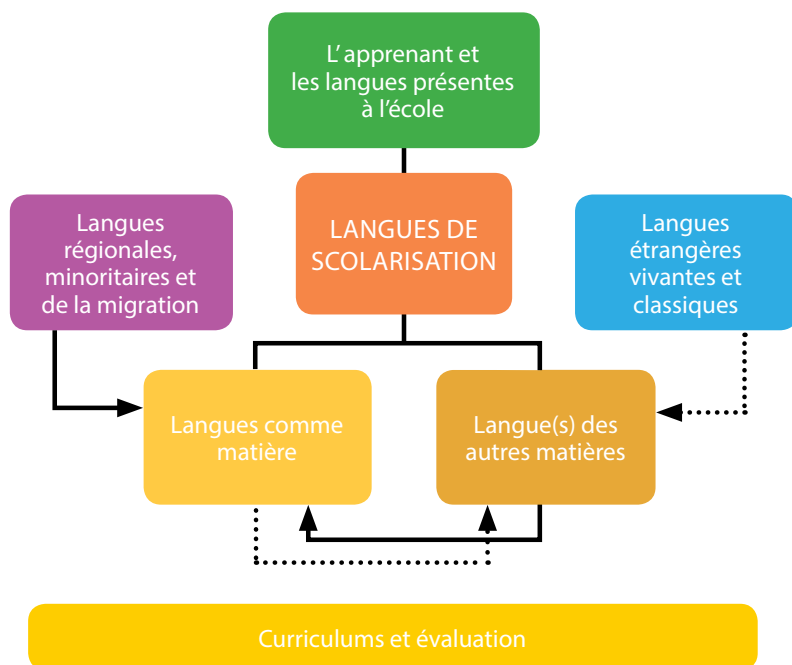 L’ apprenant et
les langues présentes
à l’école
LANGUES DE
SCOLARISATION
Langues
régionales,
minoritaires et
de la migration
Langues
étrangères
vivantes et
classiques
Langues comme
matière
Langue(s) des
autres matières
Curriculums et évaluation